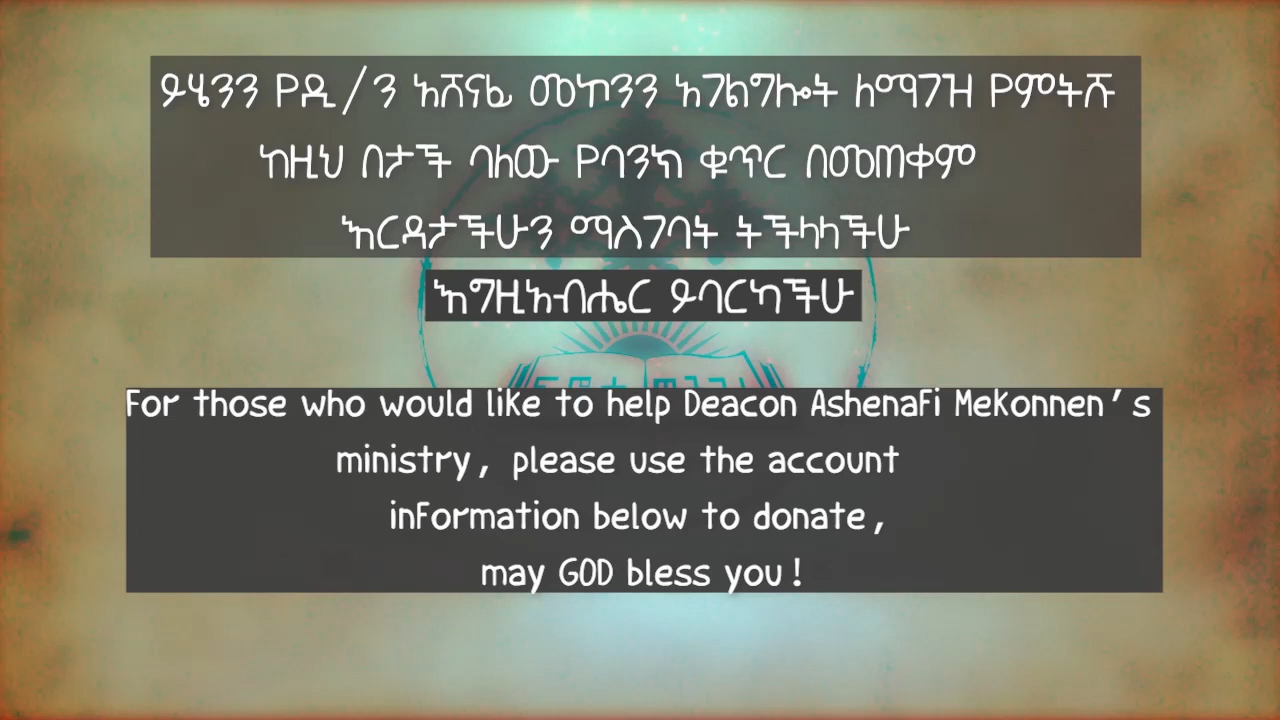 ይሄንን የዲ/ን አሸናፊ መኮንን አገልግሎት ለማገዝ የምትሹ
ከዚህ በታች ባለው የባንክ ቁጥር በመጠቀም
እርዳታችሁን ማስገባት ትችላላችሁ
እግዚአብሔር ይባርካችሁ
For those who would like to help Deacon Ashenafi Mekonnen's
ministry, please use the account
information below to donate,
may GOD bless you!